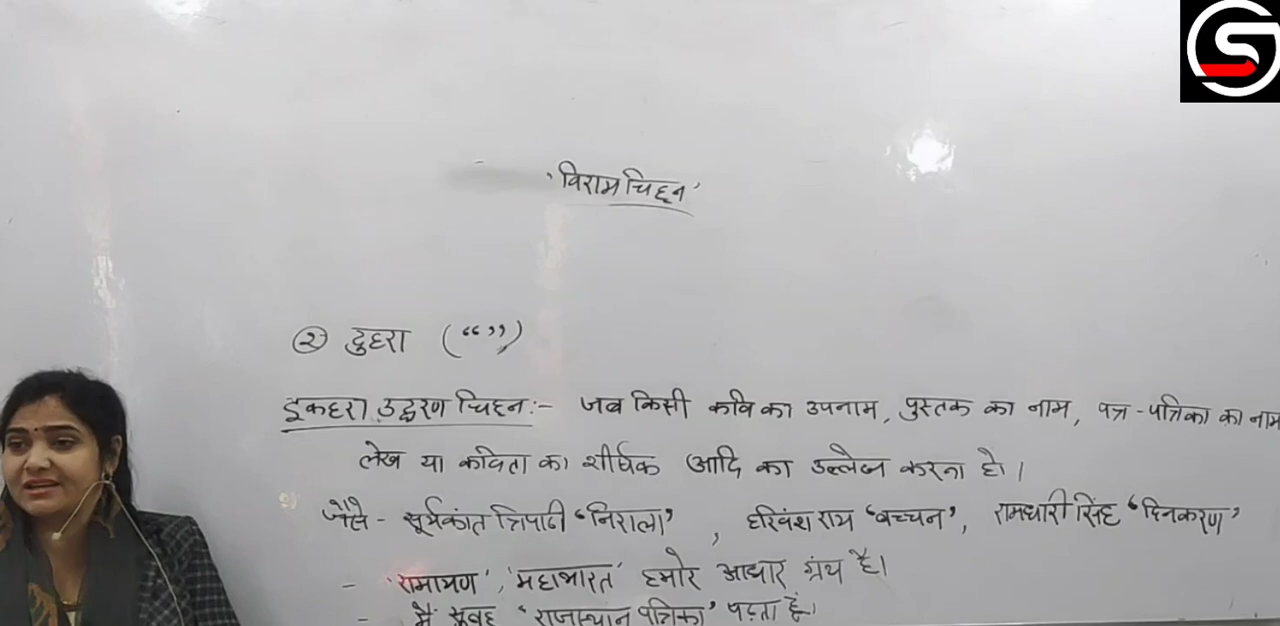 'विराम चिह्न'
② दुहरा (“ ”)
इकहरा उद्धरण चिह्न:- जब किसी कवि का उपनाम, पुस्तक का नाम, पत्र-पत्रिका का नाम
लेख या कविता का शीर्षक आदि का उल्लेख करना हो।
जैसे - सूर्यकांत त्रिपाठी ‘निराला’ , हरिवंश राय ‘बच्चन’, रामधारी सिंह ‘दिनकरण’
- ‘रामायण’, ‘महाभारत’ हमारे आधार ग्रंथ है।
- मैं सुबह ‘राजस्थान पत्रिका’ पढ़ता हूँ।